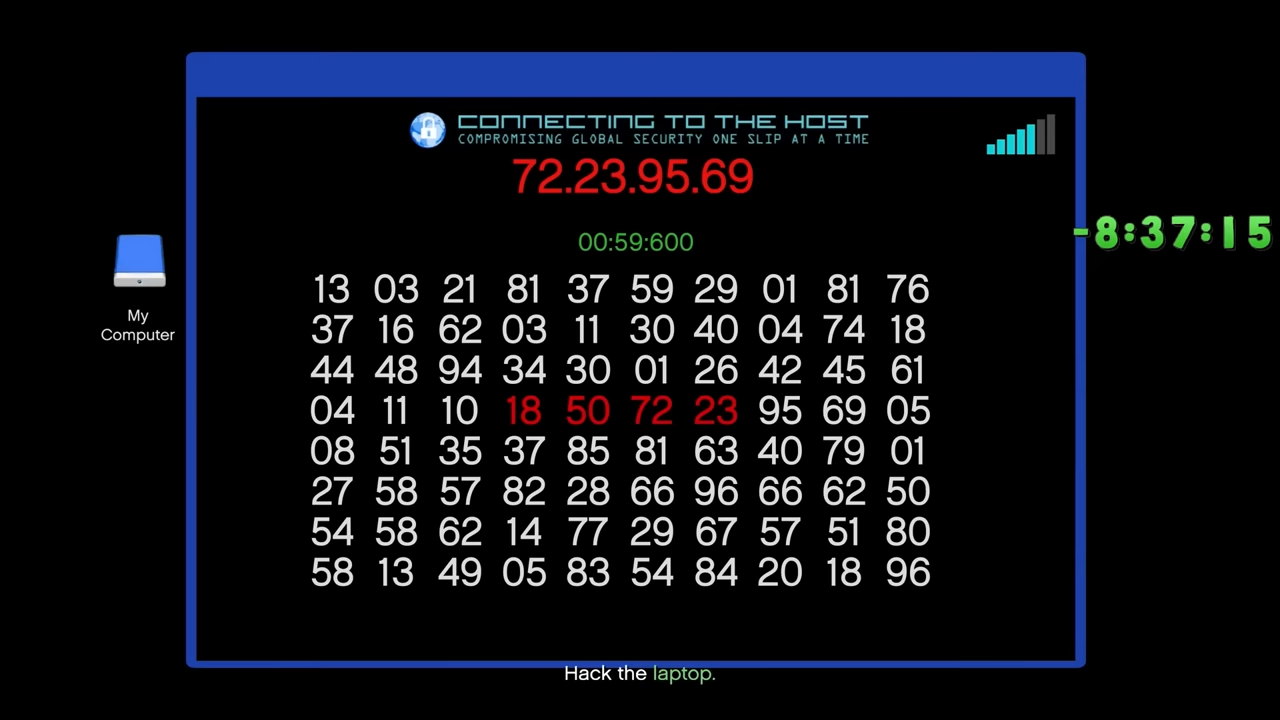 CONNECTING TO THE HOST
COMPROMISING GLOBAL SECURITY ONE SLIP AT A TIME
72.23.95.69
-8:37:15
00:59:600
My
Computer
13 03 21 81 37 59 29 01 81 76
37 16 62 03 11 30 40 04 74 18
44 48 94 34 30 01 26 42 45 61
04 11 10 18 50 72 23 95 69 05
08 51 35 37 85 81 63 40 79 01
27 58 57 82 28 66 96 66 62 50
54 58 62 14 77 29 67 57 51 80
58 13 49 05 83 54 84 20 18 96
Hack the laptop.